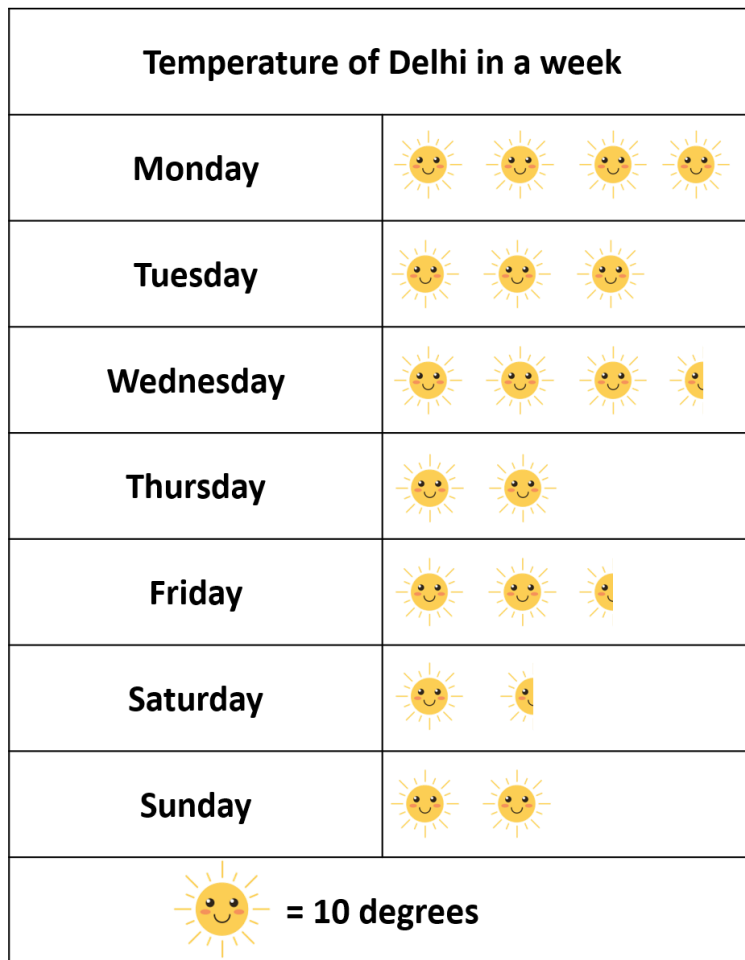 Temperature of Delhi in a week
Monday
Tuesday
Wednesday
Thursday
Friday
Saturday
Sunday
= 10 degrees